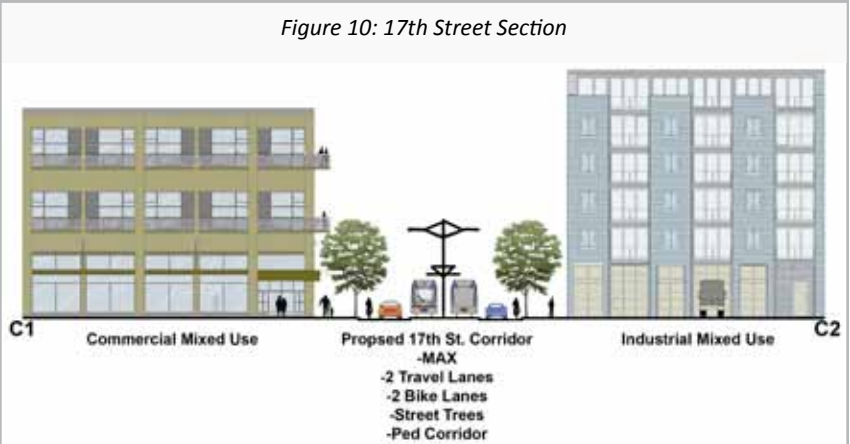 Figure 10: 17th Street Section
C1
Commercial Mixed Use
Propsed 17th St. Corridor
-MAX
-2 Travel Lanes
-2 Bike Lanes
-Street Trees
-Ped Corridor
Industrial Mixed Use
C2